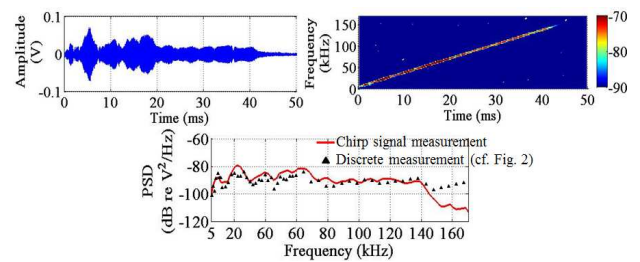 0.1
0
-0.1
Amplitude
(V)
0 10 20 30 40 50
Time (ms)
150
100
50
0
Frequency
(kHz)
0 10 20 30 40 50
Time (ms)
-70
-80
-90
-60
-80
-100
-120
PSD
(dB re V²/Hz)
Chirp signal measurement
Discrete measurement (cf. Fig. 2)
5 20 40 60 80 100 120 140 160
Frequency (kHz)